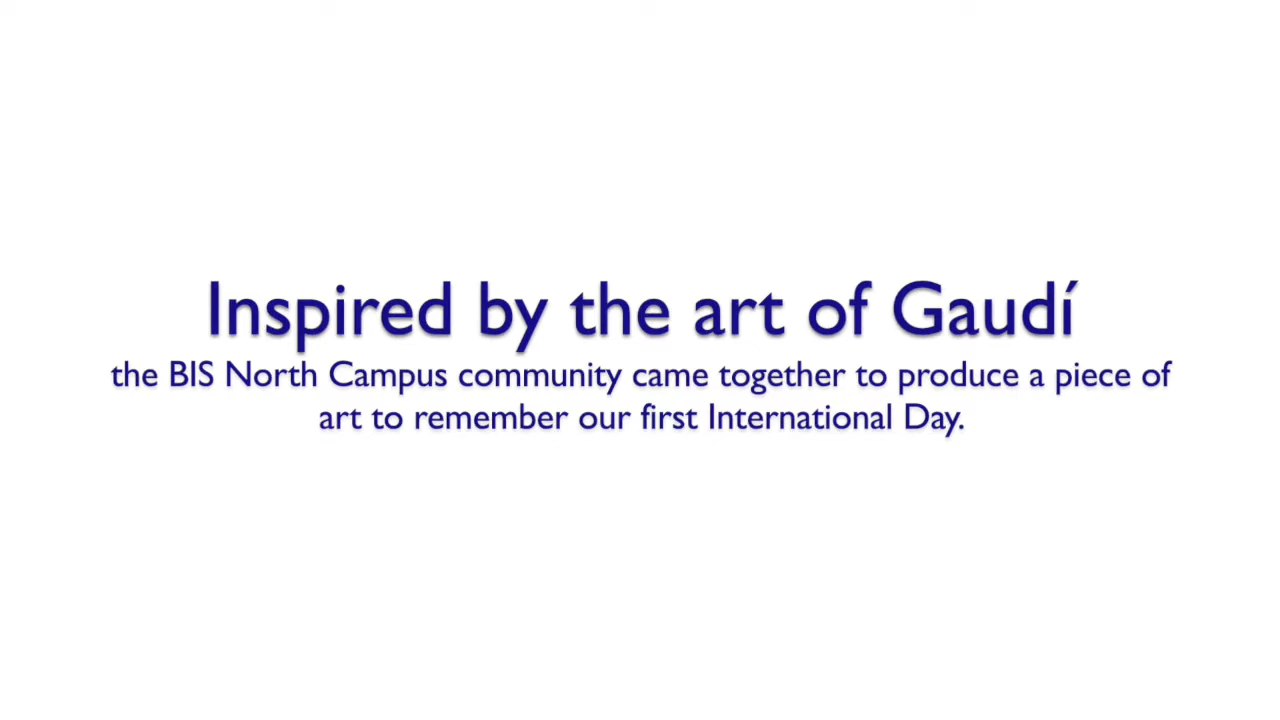 Inspired by the art of Gaudí
the BIS North Campus community came together to produce a piece of
art to remember our first International Day.